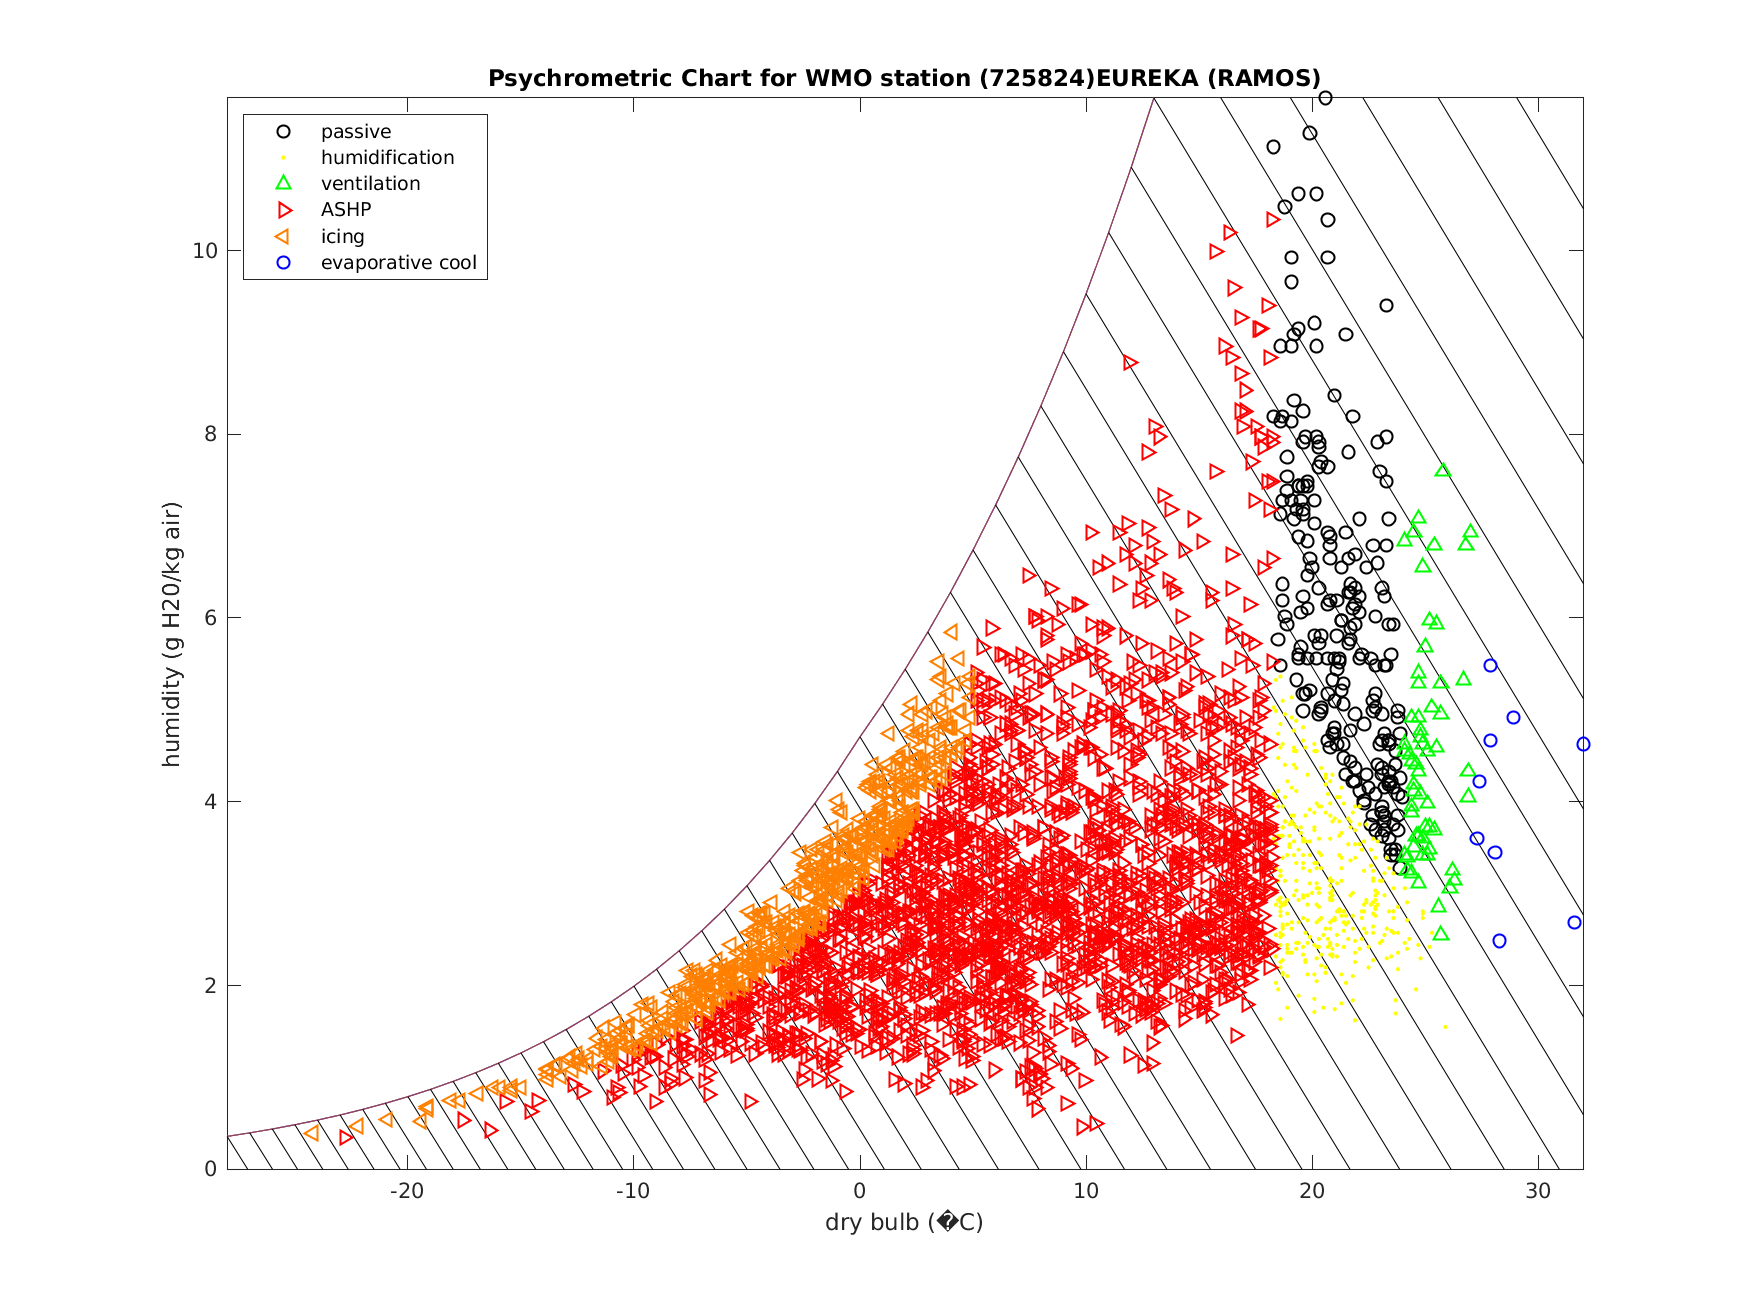 Psychrometric Chart for WMO station (725824)EUREKA (RAMOS)
passive
humidification
ventilation
ASHP
icing
evaporative cool
humidity (g H20/kg air)
10
8
6
4
2
0
-20
-10
0
10
20
30
dry bulb (�C)